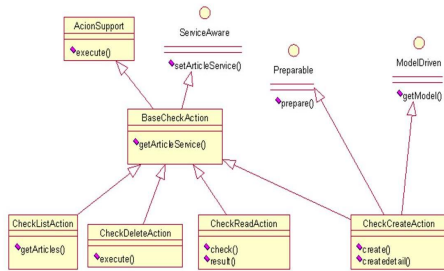 AcionSupport
execute()
ServiceAware
setArticleService()
Preparable
prepare()
ModelDriven
getModel()
BaseCheckAction
getArticleService()
CheckListAction
getArticles()
CheckDeleteAction
execute()
CheckReadAction
check()
result()
CheckCreateAction
create()
createdetail()